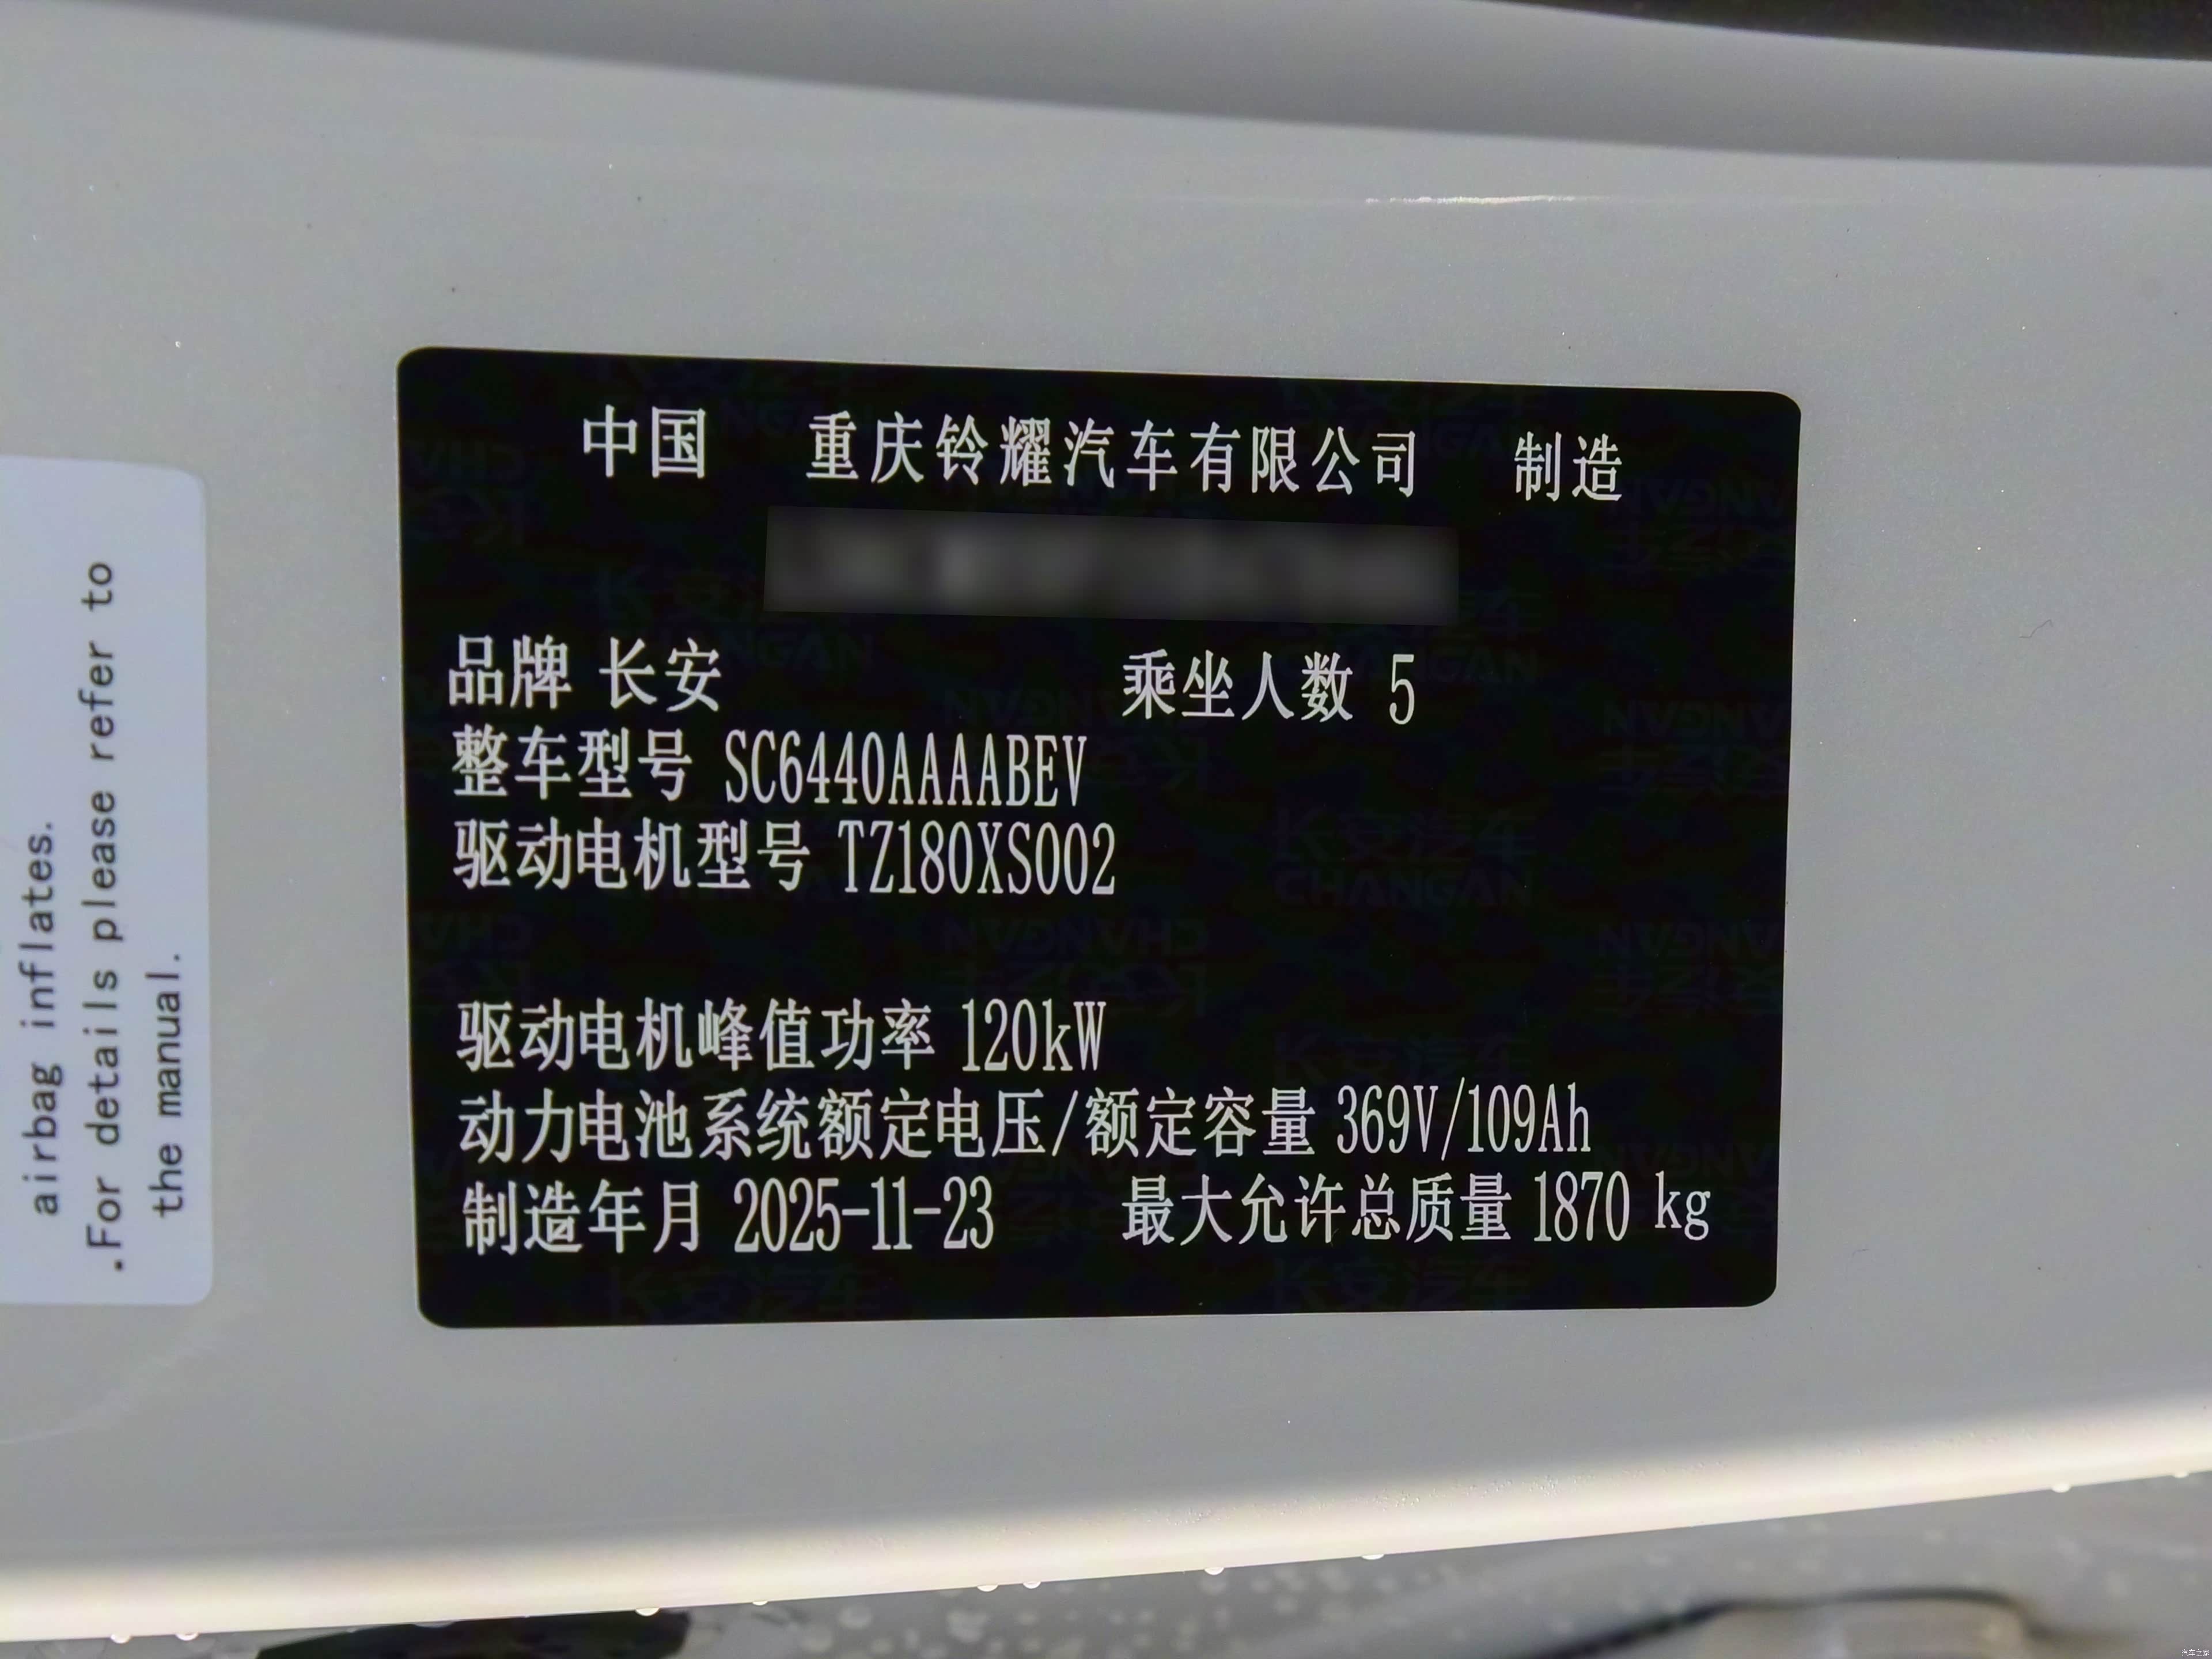 airbag inflates.
.For details please refer to
the manual.
中国 重庆铃耀汽车有限公司 制造
品牌 长安 乘坐人数 5
整车型号 SC6440AAAABEV
驱动电机型号 TZ180XS002
驱动电机峰值功率 120kW
动力电池系统额定电压/额定容量 369V/109Ah
制造年月 2025-11-23 最大允许总质量 1870 kg
汽车之家